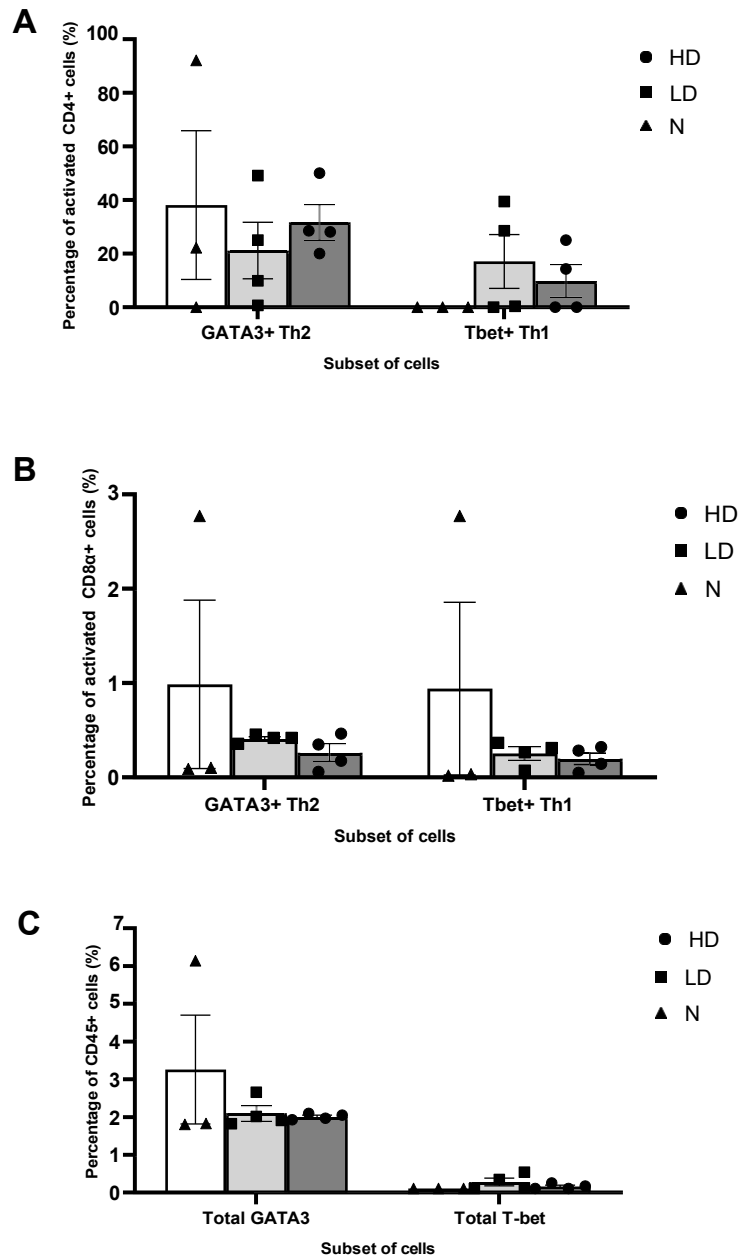 A
Percentage of activated CD4+ cells (%)
100
80
60
40
20
0
GATA3+ Th2 Tbet+ Th1
Subset of cells
HD
LD
N
B
Percentage of activated CD8α+ cells (%)
3
2
1
0
GATA3+ Th2 Tbet+ Th1
Subset of cells
HD
LD
N
C
Percentage of CD45+ cells (%)
7
6
5
4
3
2
1
0
Total GATA3 Total T-bet
Subset of cells
HD
LD
N